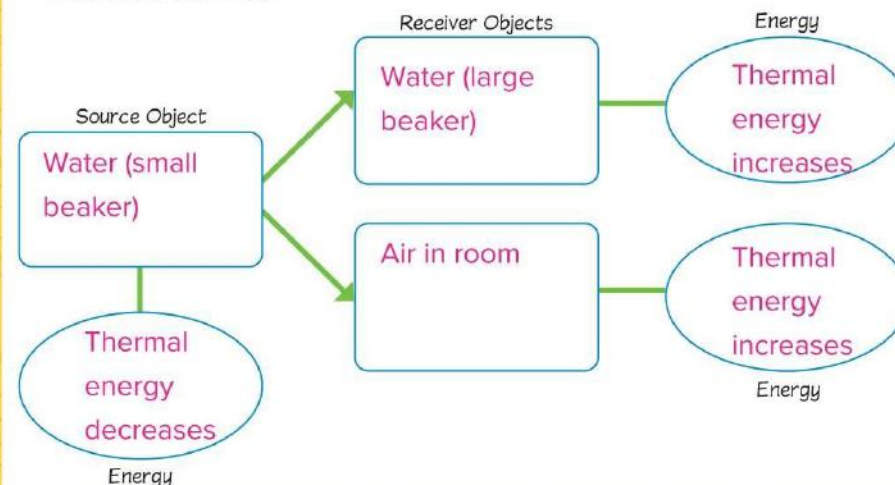 Receiver Objects
Energy
Water (large
beaker)
Thermal
energy
increases
Source Object
Water (small
beaker)
Air in room
Thermal
energy
increases
Energy
Thermal
energy
decreases
Energy